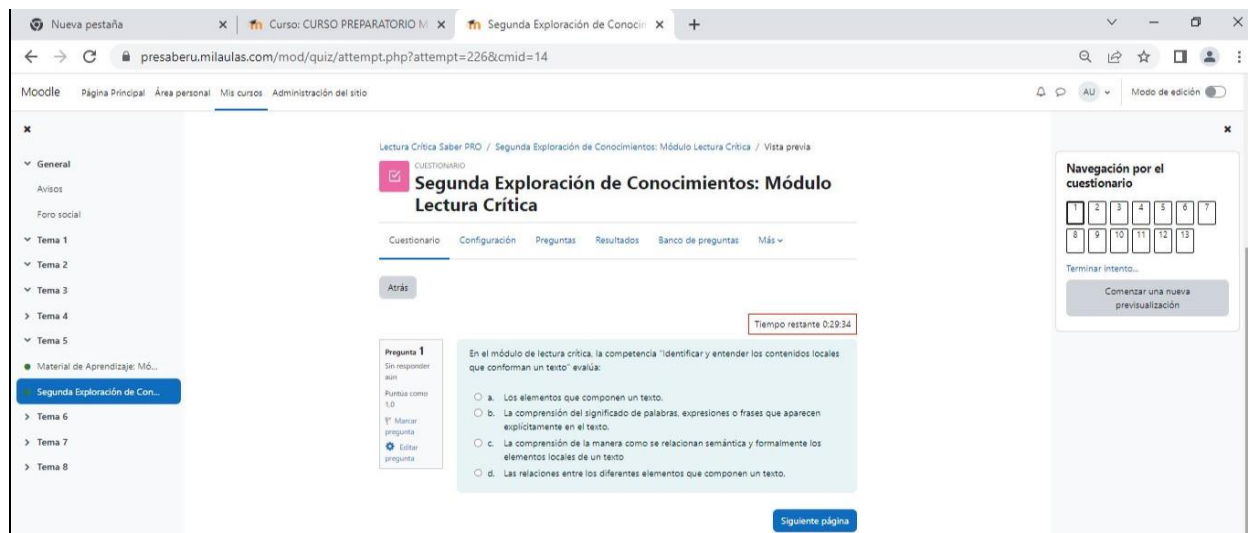 Nueva pestaña
Curso: CURSO PREPARATORIO M
Segunda Exploración de Conocim
presaberu.milaulas.com/mod/quiz/attempt.php?attempt=226&cmid=14
Moodle Página Principal Área personal Mis cursos Administración del sitio
AU Modo de edición
General
Avisos
Foro social
Tema 1
Tema 2
Tema 3
Tema 4
Tema 5
Material de Aprendizaje: Mó...
Segunda Exploración de Con...
Tema 6
Tema 7
Tema 8
Lectura Crítica Saber PRO / Segunda Exploración de Conocimientos: Módulo Lectura Crítica / Vista previa
CUESTIONARIO
Segunda Exploración de Conocimientos: Módulo
Lectura Crítica
Cuestionario Configuración Preguntas Resultados Banco de preguntas Más
Atrás
Tiempo restante 0:29:34
Pregunta 1
Sin responder
aún
Puntúa como
1,0
Marcar
pregunta
Editar
pregunta
En el módulo de lectura crítica, la competencia "Identificar y entender los contenidos locales
que conforman un texto" evalúa:
a. Los elementos que componen un texto.
b. La comprensión del significado de palabras, expresiones o frases que aparecen
explícitamente en el texto.
c. La comprensión de la manera como se relacionan semántica y formalmente los
elementos locales de un texto
d. Las relaciones entre los diferentes elementos que componen un texto.
Siguiente página
Navegación por el
cuestionario
1 2 3 4 5 6 7
8 9 10 11 12 13
Terminar intento...
Comenzar una nueva
previsualización